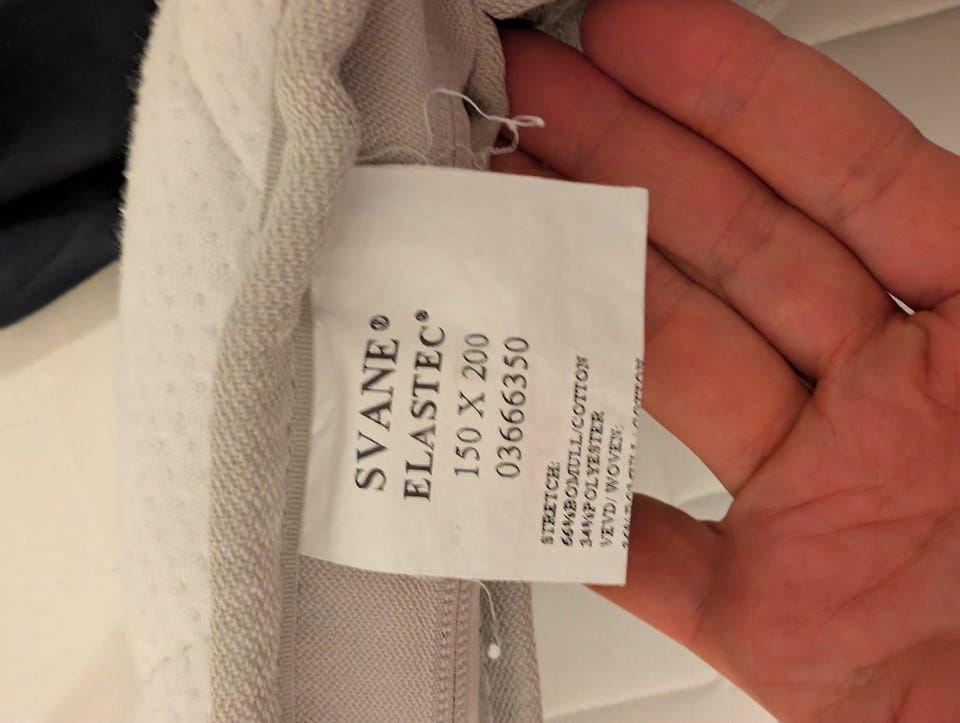 SVANE®
ELASTEC®
150 X 200
03666350
STRETCH:
66%BOMULL/COTTON
34%POLYESTER
VEVD/WOVEN: